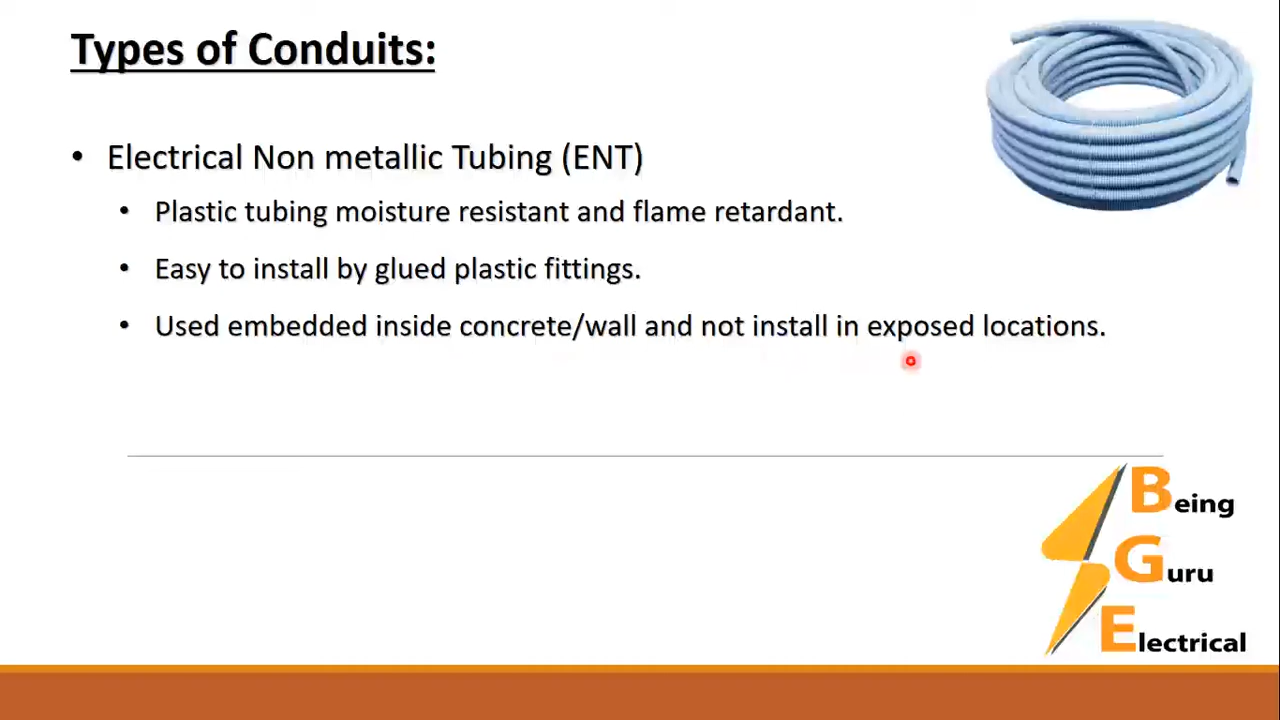 Types of Conduits:
• Electrical Non metallic Tubing (ENT)
• Plastic tubing moisture resistant and flame retardant.
• Easy to install by glued plastic fittings.
• Used embedded inside concrete/wall and not install in exposed locations.
Being
Guru
Electrical